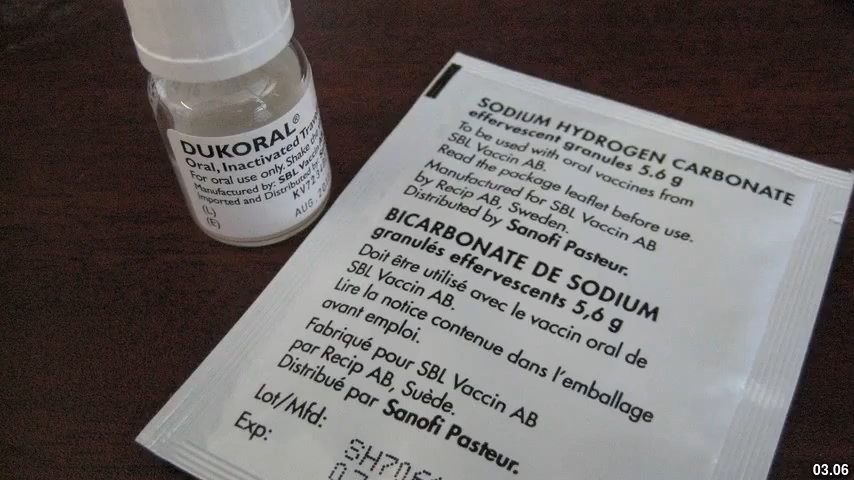 DUKORAL®
Oral, Inactivated
For oral use only. Shake the
Manufactured by: SBL Vaccin
Imported and Distributed by
AUG.
(L)
(E)
SODIUM HYDROGEN CARBONATE
effervescent granules 5.6 g
To be used with oral vaccines from
SBL Vaccin AB.
Read the package leaflet before use.
Manufactured for SBL Vaccin AB
by Recip AB, Sweden.
Distributed by Sanofi Pasteur.
BICARBONATE DE SODIUM
granulés effervescents 5,6 g
Doit être utilisé avec le vaccin oral de
SBL Vaccin AB.
Lire la notice contenue dans l'emballage
avant emploi.
Fabriqué pour SBL Vaccin AB
par Recip AB, Suède.
Distribué par Sanofi Pasteur.
Lot/Mfd:
Exp:
03.06